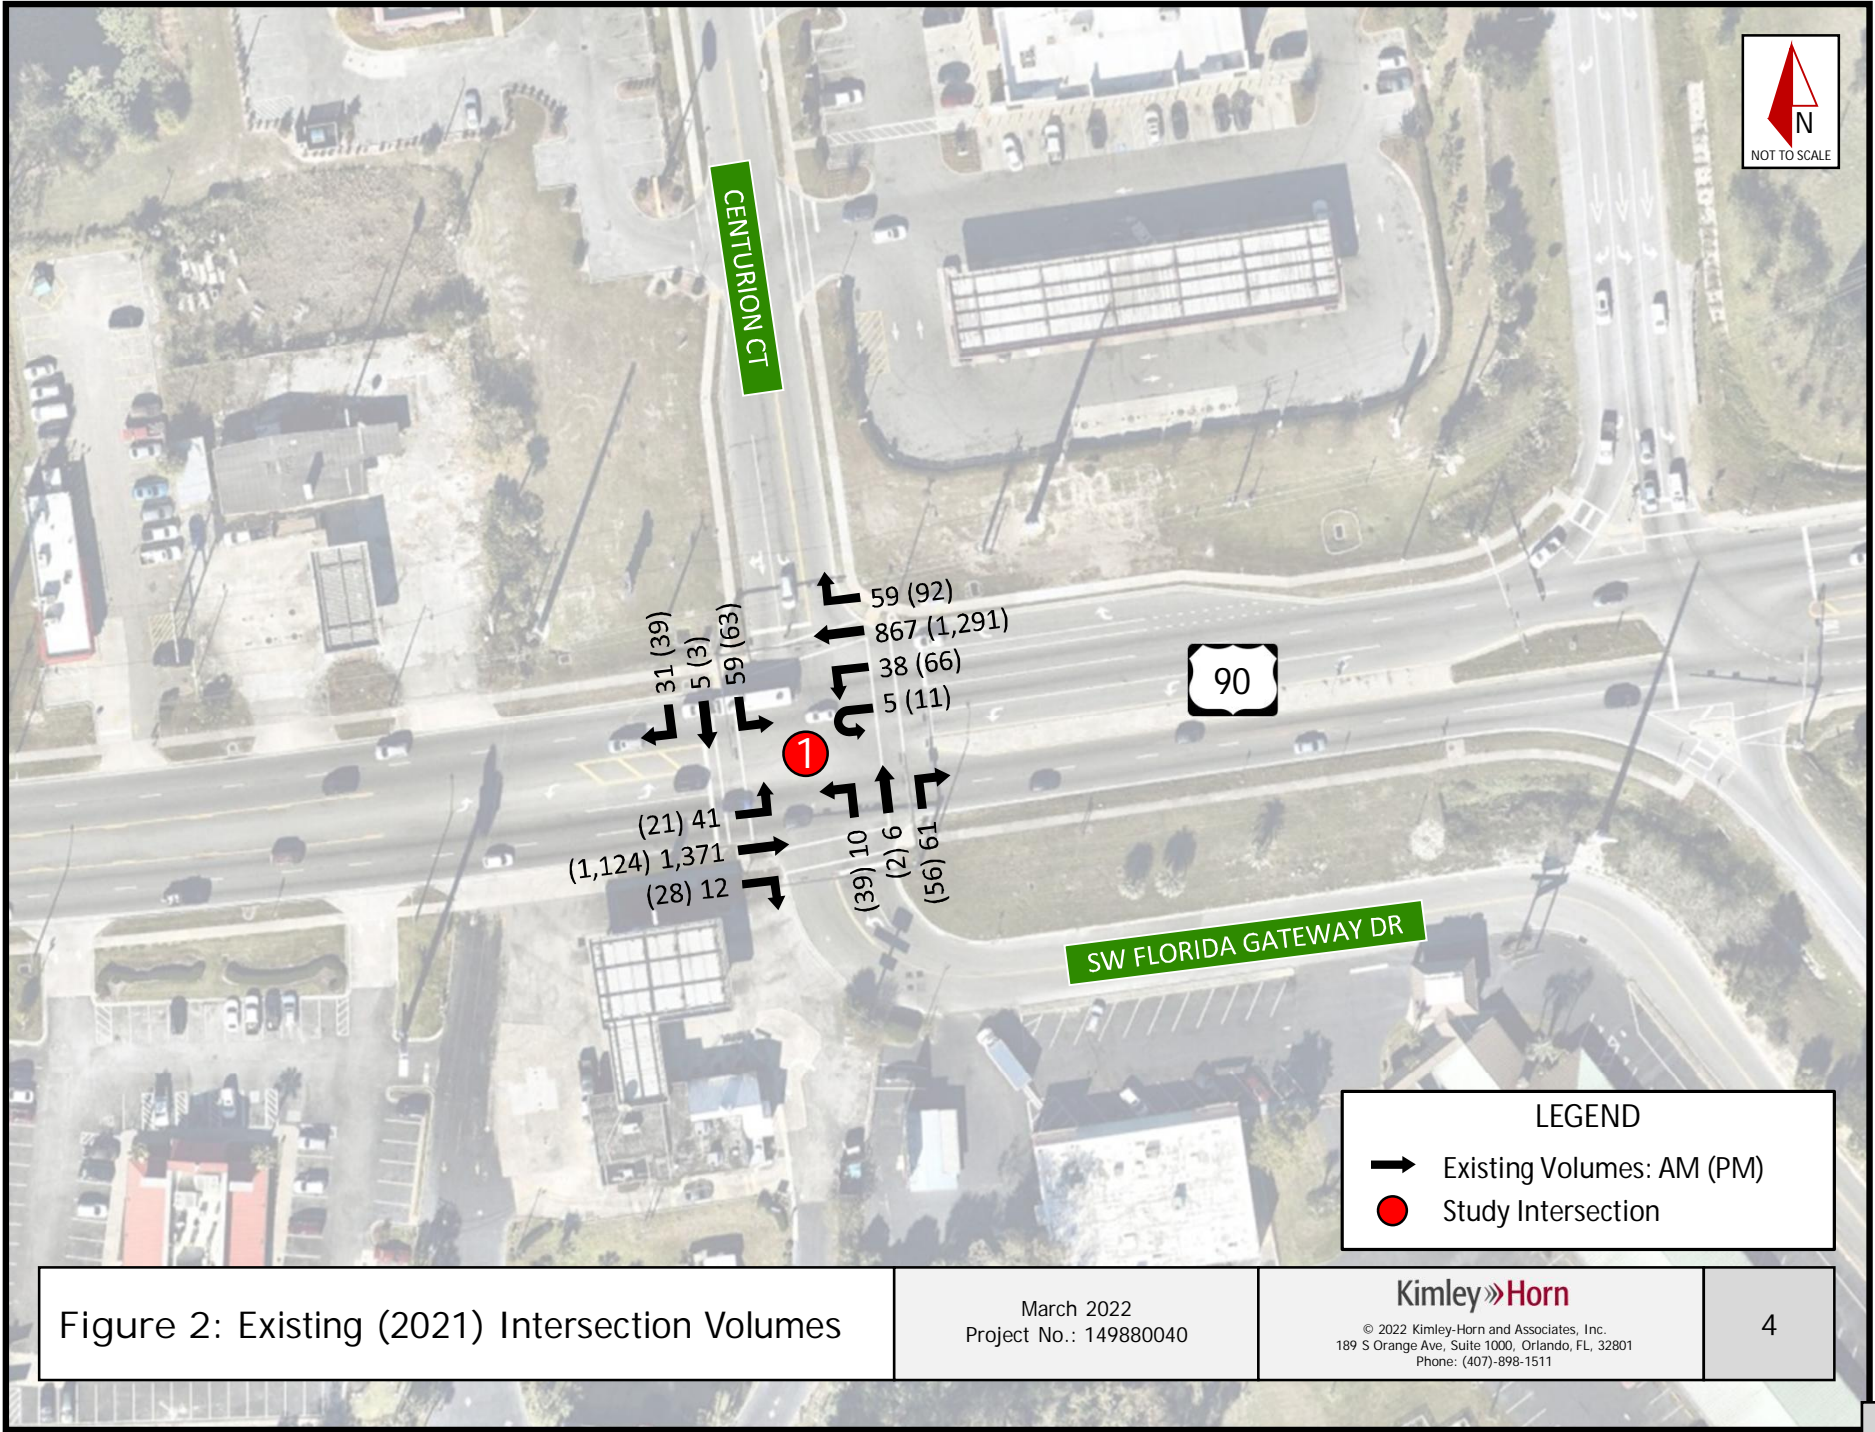 N
NOT TO SCALE
CENTURION CT
31 (39)
5 (3)
59 (63)
59 (92)
867 (1,291)
38 (66)
5 (11)
90
1
(21) 41
(1,124) 1,371
(28) 12
(39) 10
(2) 6
(56) 61
SW FLORIDA GATEWAY DR
LEGEND
Existing Volumes: AM (PM)
Study Intersection
Figure 2: Existing (2021) Intersection Volumes
March 2022
Project No.: 149880040
Kimley»Horn
© 2022 Kimley-Horn and Associates, Inc.
189 S Orange Ave, Suite 1000, Orlando, FL, 32801
Phone: (407)-898-1511
4